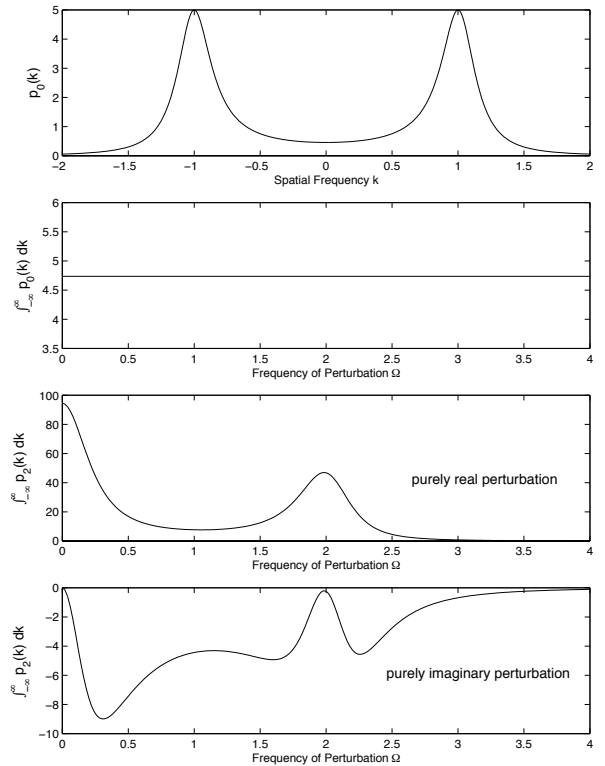 5
4
3
2
1
0
p₀(k)
−2 −1.5 −1 −0.5 0 0.5 1 1.5 2
Spatial Frequency k
6
5.5
5
4.5
4
3.5
∫₋∞^∞ p₀(k) dk
0 0.5 1 1.5 2 2.5 3 3.5 4
Frequency of Perturbation Ω
100
80
60
40
20
0
∫₋∞^∞ p₂(k) dk
purely real perturbation
0 0.5 1 1.5 2 2.5 3 3.5 4
Frequency of Perturbation Ω
0
−2
−4
−6
−8
−10
∫₋∞^∞ p₂(k) dk
purely imaginary perturbation
0 0.5 1 1.5 2 2.5 3 3.5 4
Frequency of Perturbation Ω